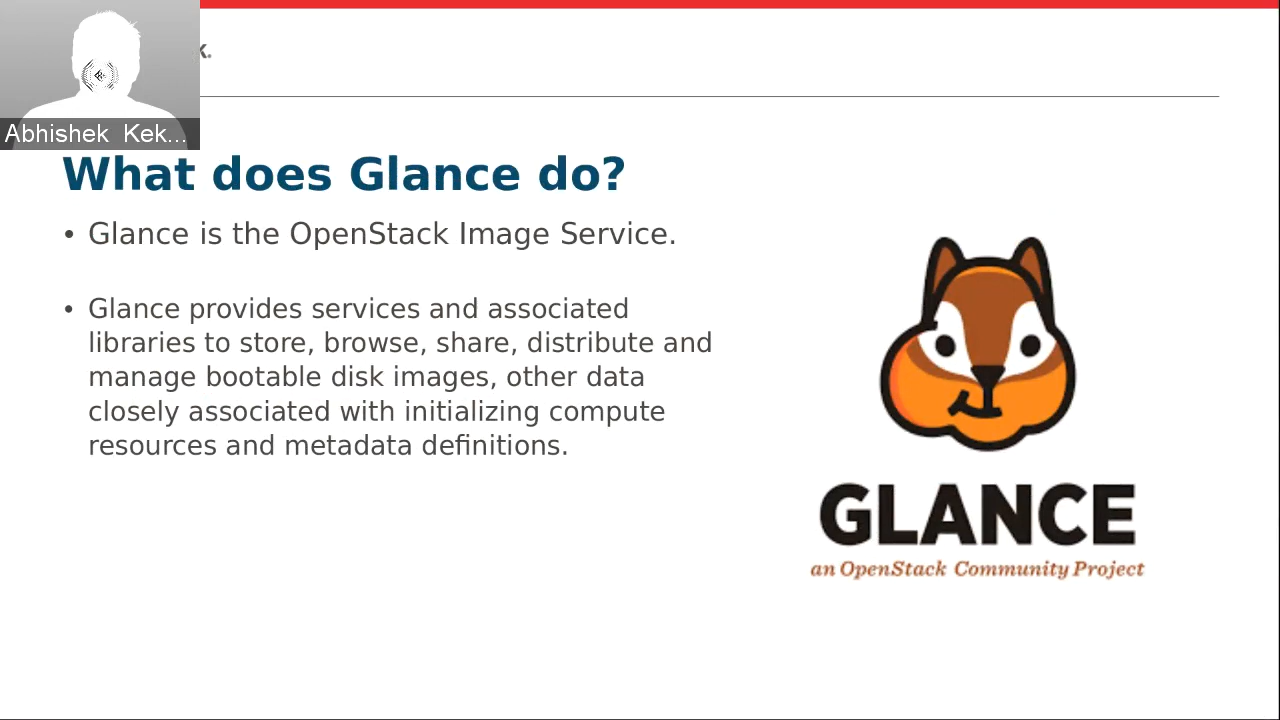 k.
Abhishek Kek...
What does Glance do?
• Glance is the OpenStack Image Service.
• Glance provides services and associated
libraries to store, browse, share, distribute and
manage bootable disk images, other data
closely associated with initializing compute
resources and metadata definitions.
GLANCE
an OpenStack Community Project